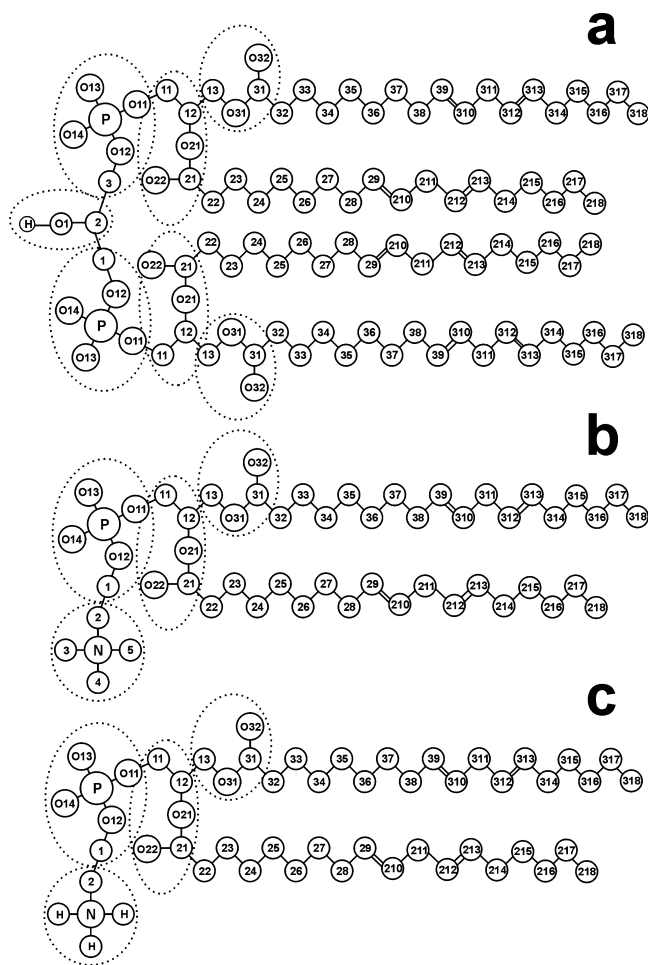 a
O32
O13 11 13 31 33 35 37 39 311 313 315 317
O11 12 O31 32 34 36 38 310 312 314 316 318
P
O14 O12 O21
3 O22 21 23 25 27 29 211 213 215 217
22 24 26 28 210 212 214 216 218
H O1 2
22 24 26 28 210 212 214 216 218
1 O22 21 23 25 27 29 211 213 215 217
O12 O21
O14
P O11 12 O31 32 34 36 38 310 312 314 316 318
O13 11 13 31 33 35 37 39 311 313 315 317
O32
b
O32
O13 11 13 31 33 35 37 39 311 313 315 317
O11 12 O31 32 34 36 38 310 312 314 316 318
P
O14 O12 O21
1 O22 21 23 25 27 29 211 213 215 217
22 24 26 28 210 212 214 216 218
2
3 N 5
4
c
O32
O13 11 13 31 33 35 37 39 311 313 315 317
O11 12 O31 32 34 36 38 310 312 314 316 318
P
O14 O12 O21
1 O22 21 23 25 27 29 211 213 215 217
22 24 26 28 210 212 214 216 218
2
H N H
H